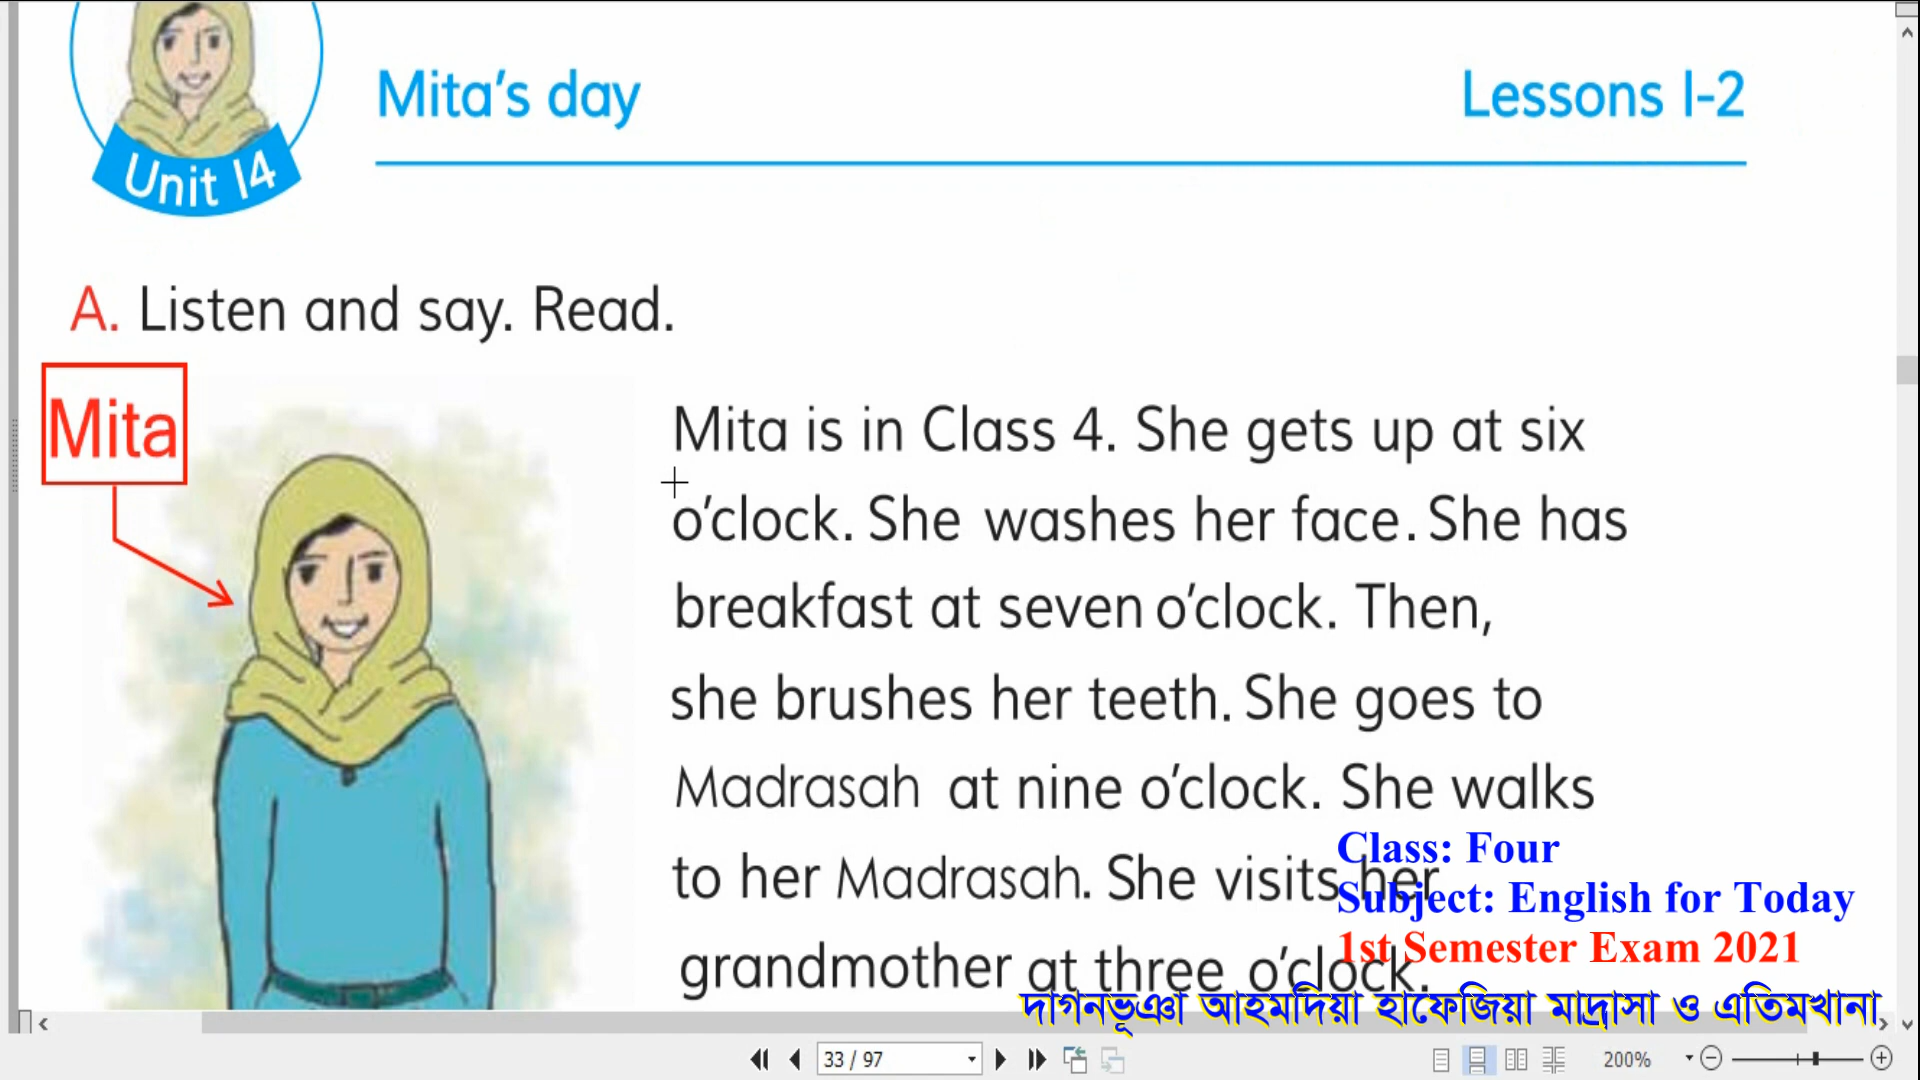 Mita's day
Lessons 1-2
Unit 14
A. Listen and say. Read.
Mita
Mita is in Class 4. She gets up at six
o'clock. She washes her face. She has
breakfast at seven o'clock. Then,
she brushes her teeth. She goes to
Madrasah at nine o'clock. She walks
to her Madrasah. She visits her
grandmother at three o'clock.
Class: Four
Subject: English for Today
1st Semester Exam 2021
দাগনভূঞা আহমদিয়া হাফেজিয়া মাদ্রাসা ও এতিমখানা
33 / 97
200%